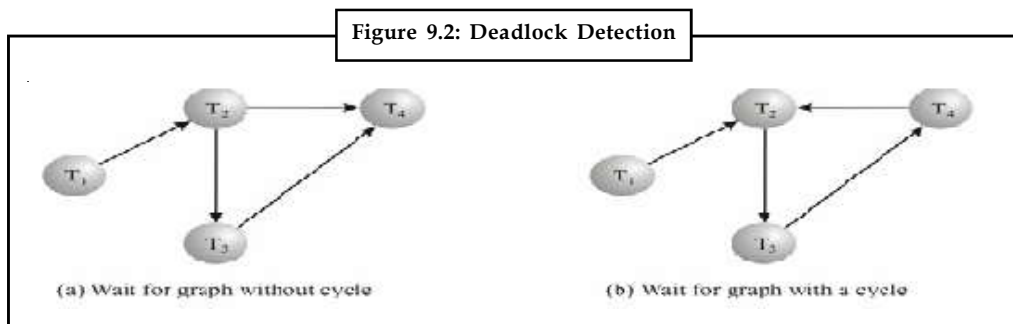 Figure 9.2: Deadlock Detection
T₂
T₄
T₁
T₃
(a) Wait for graph without cycle
T₂
T₄
T₁
T₃
(b) Wait for graph with a cycle